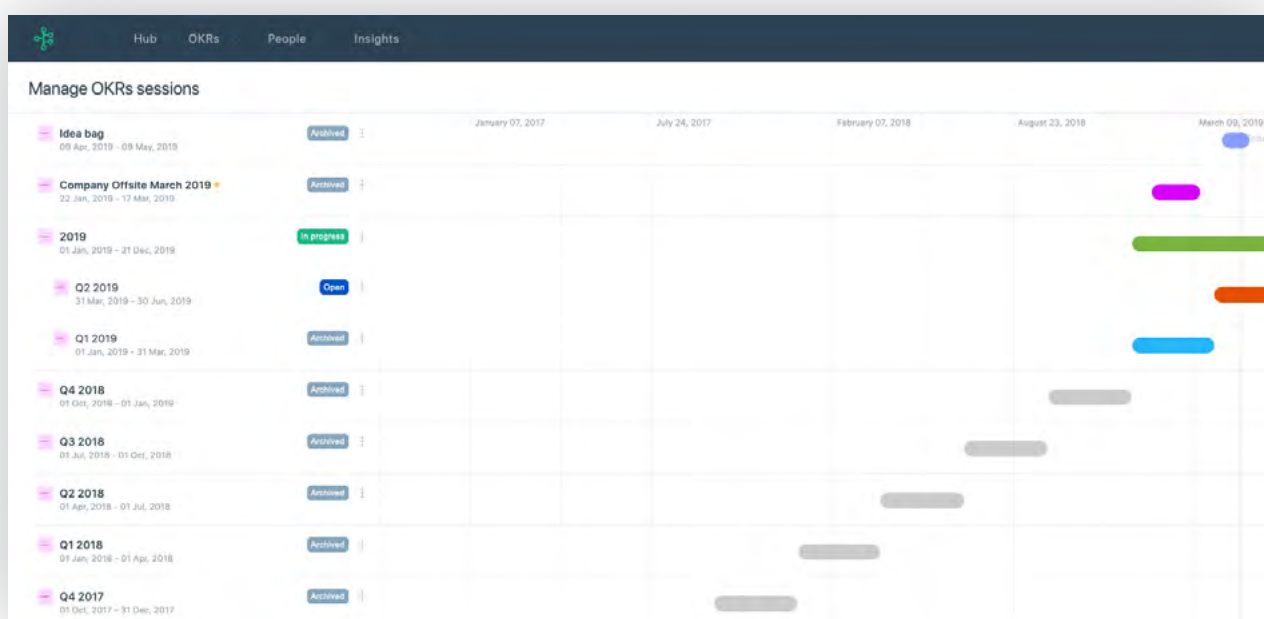 Hub OKRs People Insights
Manage OKRs sessions
January 07, 2017 July 24, 2017 February 07, 2018 August 23, 2018 March 09, 2019
Idea bag Archived
09 Apr, 2019 - 09 May, 2019
Company Offsite March 2019 Archived
22 Jan, 2019 - 17 Mar, 2019
2019 In progress
01 Jan, 2019 - 21 Dec, 2019
Q2 2019 Open
31 Mar, 2019 - 30 Jun, 2019
Q1 2019 Archived
01 Jan, 2019 - 31 Mar, 2019
Q4 2018 Archived
01 Oct, 2018 - 01 Jan, 2019
Q3 2018 Archived
01 Jul, 2018 - 01 Oct, 2018
Q2 2018 Archived
01 Apr, 2018 - 01 Jul, 2018
Q1 2018 Archived
01 Jan, 2018 - 01 Apr, 2018
Q4 2017 Archived
01 Oct, 2017 - 31 Dec, 2017